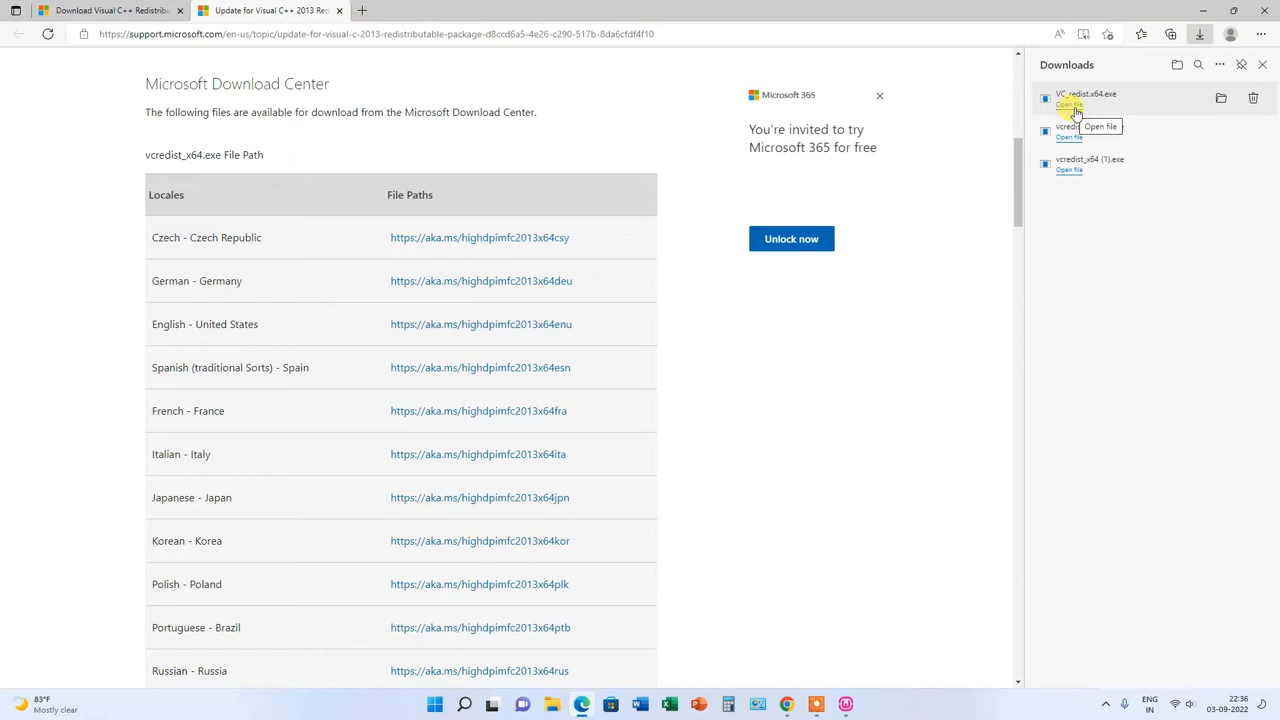 Download Visual C++ Redistribu
Update for Visual C++ 2013 Red
https://support.microsoft.com/en-us/topic/update-for-visual-c-2013-redistributable-package-d8ccd6a5-4e26-c290-517b-8da6cfdf4f10
Microsoft Download Center
The following files are available for download from the Microsoft Download Center.
vcredist_x64.exe File Path
Locales File Paths
Czech - Czech Republic https://aka.ms/highdpimfc2013x64csy
German - Germany https://aka.ms/highdpimfc2013x64deu
English - United States https://aka.ms/highdpimfc2013x64enu
Spanish (traditional Sorts) - Spain https://aka.ms/highdpimfc2013x64esn
French - France https://aka.ms/highdpimfc2013x64fra
Italian - Italy https://aka.ms/highdpimfc2013x64ita
Japanese - Japan https://aka.ms/highdpimfc2013x64jpn
Korean - Korea https://aka.ms/highdpimfc2013x64kor
Polish - Poland https://aka.ms/highdpimfc2013x64plk
Portuguese - Brazil https://aka.ms/highdpimfc2013x64ptb
Russian - Russia https://aka.ms/highdpimfc2013x64rus
Microsoft 365
You're invited to try
Microsoft 365 for free
Unlock now
Downloads
VC_redist.x64.exe
Open file
Open file
vcredis
Open file
vcredist_x64 (1).exe
Open file
83°F
Mostly clear
ENG
IN
22:36
03-09-2022